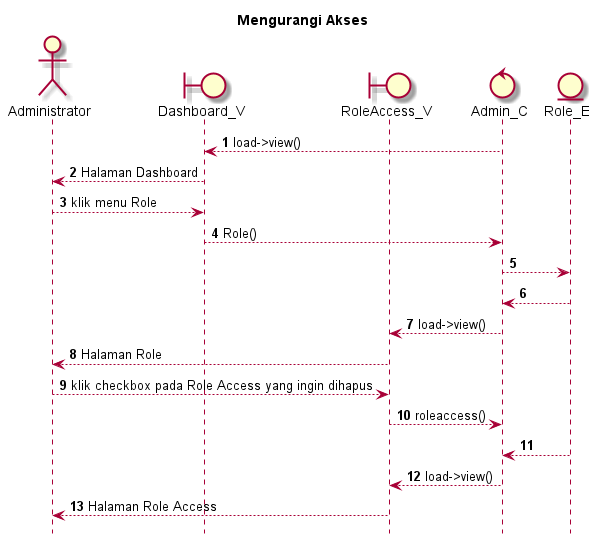 Mengurangi Akses
Administrator
Dashboard_V
RoleAccess_V
Admin_C
Role_E
1 load->view()
2 Halaman Dashboard
3 klik menu Role
4 Role()
5
6
7 load->view()
8 Halaman Role
9 klik checkbox pada Role Access yang ingin dihapus
10 roleaccess()
11
12 load->view()
13 Halaman Role Access